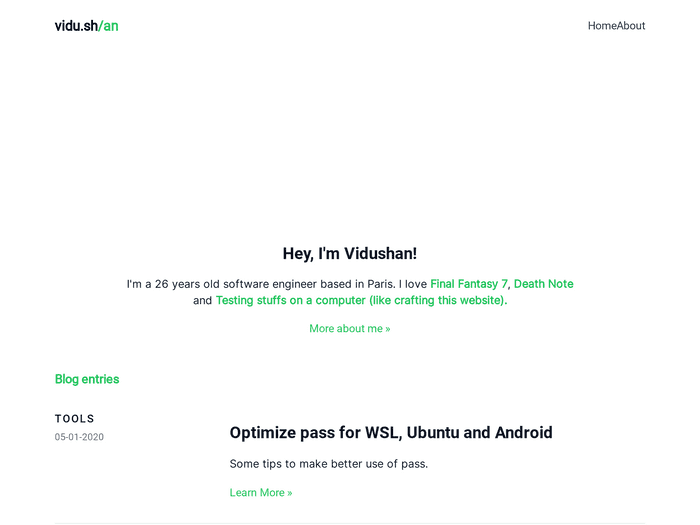 vidu.sh/an
HomeAbout
Hey, I'm Vidushan!
I'm a 26 years old software engineer based in Paris. I love Final Fantasy 7, Death Note
and Testing stuffs on a computer (like crafting this website).
More about me »
Blog entries
TOOLS
05-01-2020
Optimize pass for WSL, Ubuntu and Android
Some tips to make better use of pass.
Learn More »